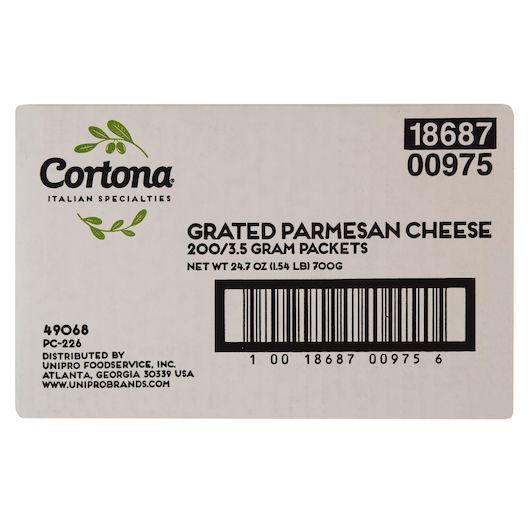 Cortona®
ITALIAN SPECIALTIES
18687
00975
GRATED PARMESAN CHEESE
200/3.5 GRAM PACKETS
NET WT 24.7 OZ (1.54 LB) 700G
1 00 18687 00975 6
49068
PC-226
DISTRIBUTED BY
UNIPRO FOODSERVICE, INC.
ATLANTA, GEORGIA 30339 USA
WWW.UNIPROBRANDS.COM